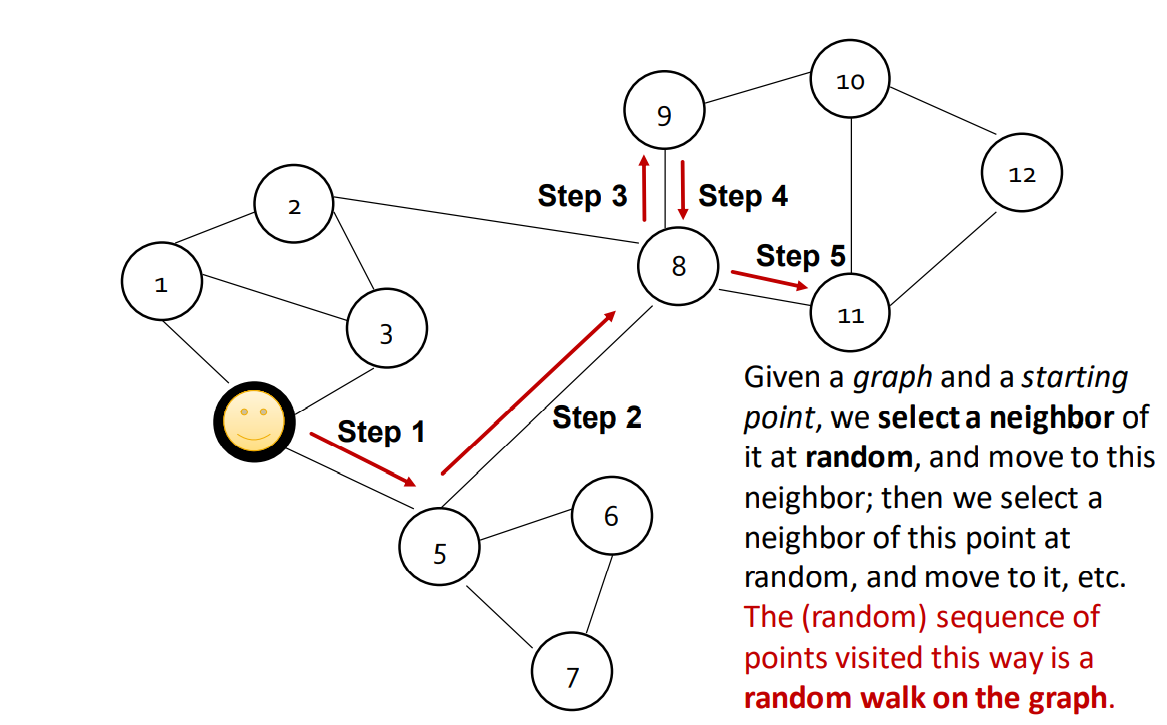 10
9
12
Step 3
Step 4
2
Step 5
8
1
11
3
Given a graph and a starting
point, we select a neighbor of
it at random, and move to this
neighbor; then we select a
neighbor of this point at
random, and move to it, etc.
The (random) sequence of
points visited this way is a
random walk on the graph.
Step 1
Step 2
6
5
7